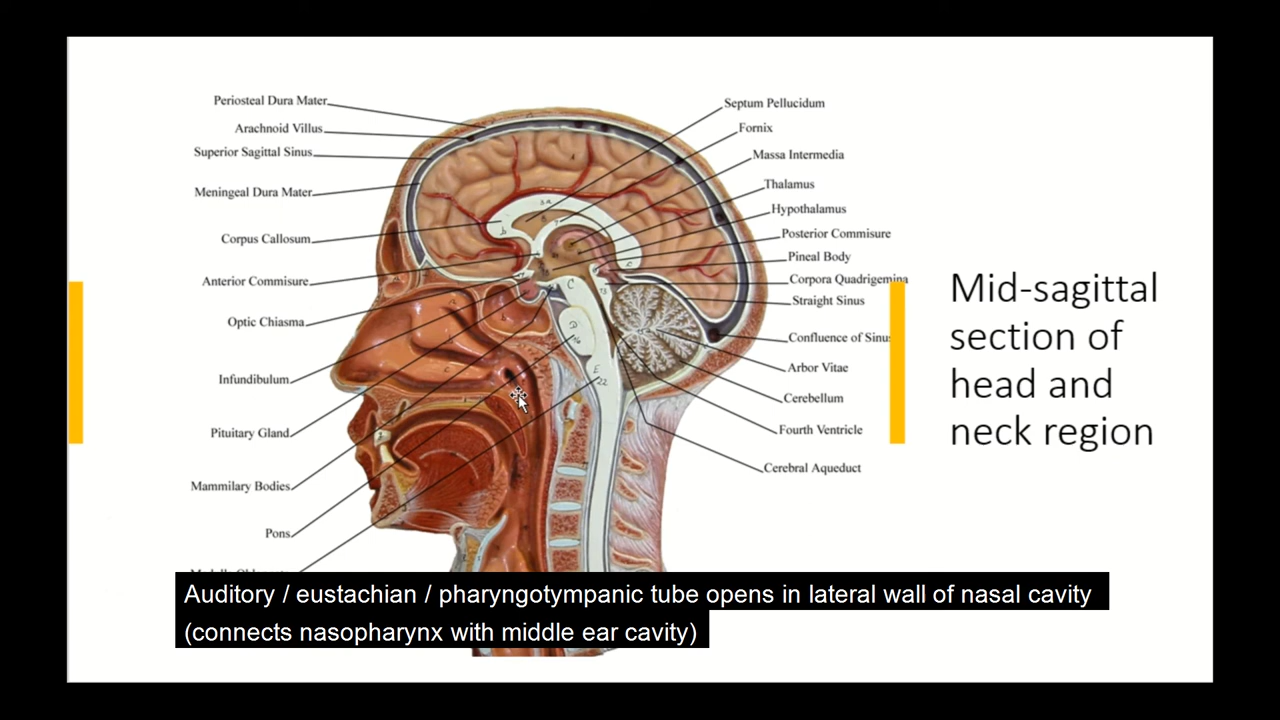 Periosteal Dura Mater
Arachnoid Villus
Superior Sagittal Sinus
Meningeal Dura Mater
Corpus Callosum
Anterior Commisure
Optic Chiasma
Infundibulum
Pituitary Gland
Mammilary Bodies
Pons
Septum Pellucidum
Fornix
Massa Intermedia
Thalamus
Hypothalamus
Posterior Commisure
Pineal Body
Corpora Quadrigemina
Straight Sinus
Confluence of Sinu
Arbor Vitae
Cerebellum
Fourth Ventricle
Cerebral Aqueduct
Mid-sagittal
section of
head and
neck region
Auditory / eustachian / pharyngotympanic tube opens in lateral wall of nasal cavity
(connects nasopharynx with middle ear cavity)